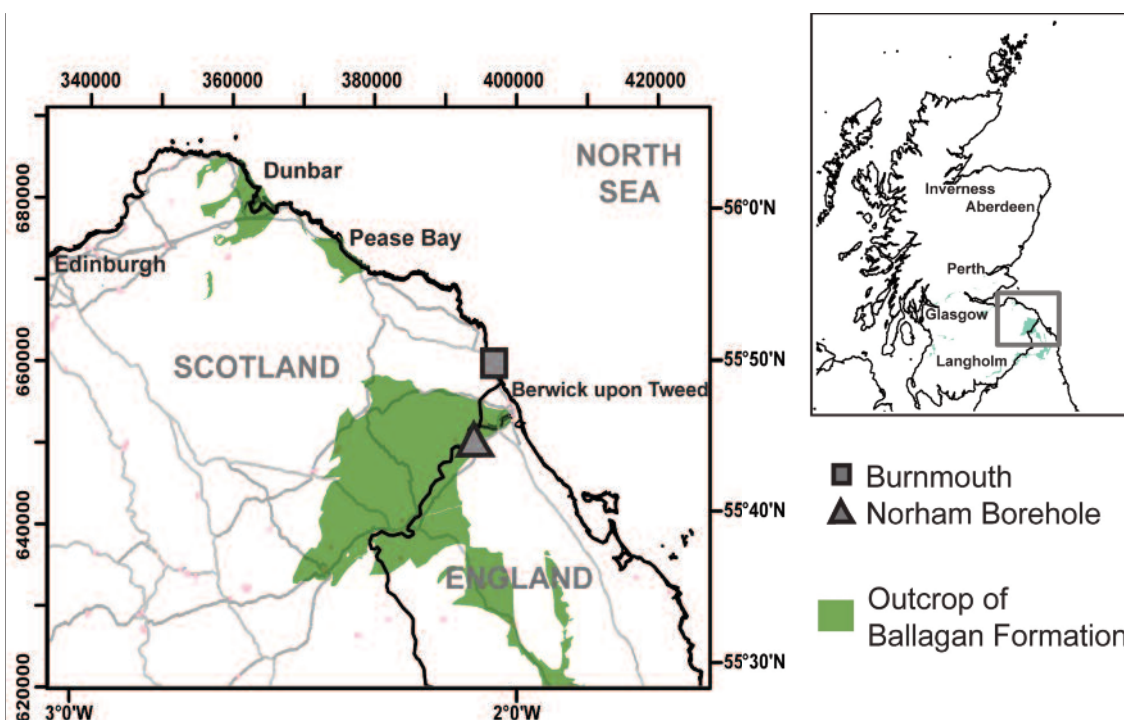 340000
360000
380000
400000
420000
680000
660000
640000
620000
NORTH
SEA
Dunbar
Pease Bay
Edinburgh
SCOTLAND
Berwick upon Tweed
ENGLAND
56°0'N
55°50'N
55°40'N
55°30'N
3°0'W
2°0'W
Inverness
Aberdeen
Perth
Glasgow
Langholm
Burnmouth
Norham Borehole
Outcrop of
Ballagan Formation